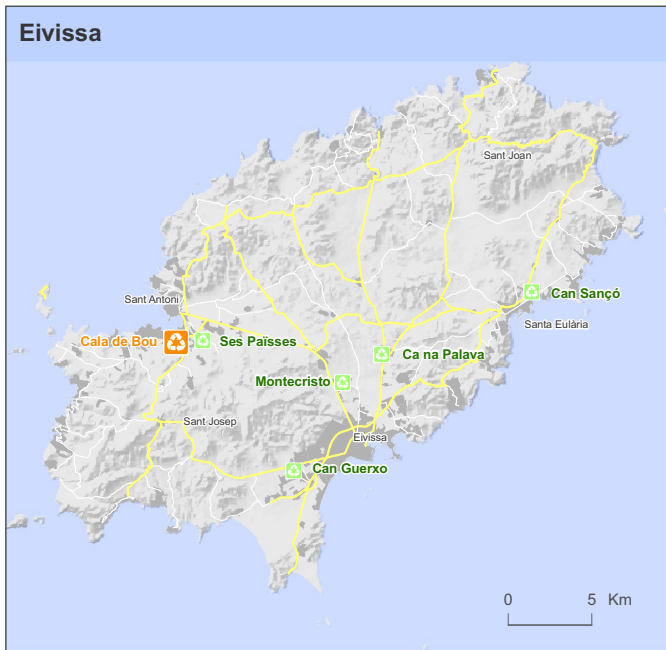 Eivissa
Sant Joan
Can Sançó
Sant Antoni
Santa Eulària
Cala de Bou
Ses Païsses
Ca na Palava
Montecristo
Sant Josep
Eivissa
Can Guerxo
0 5 Km